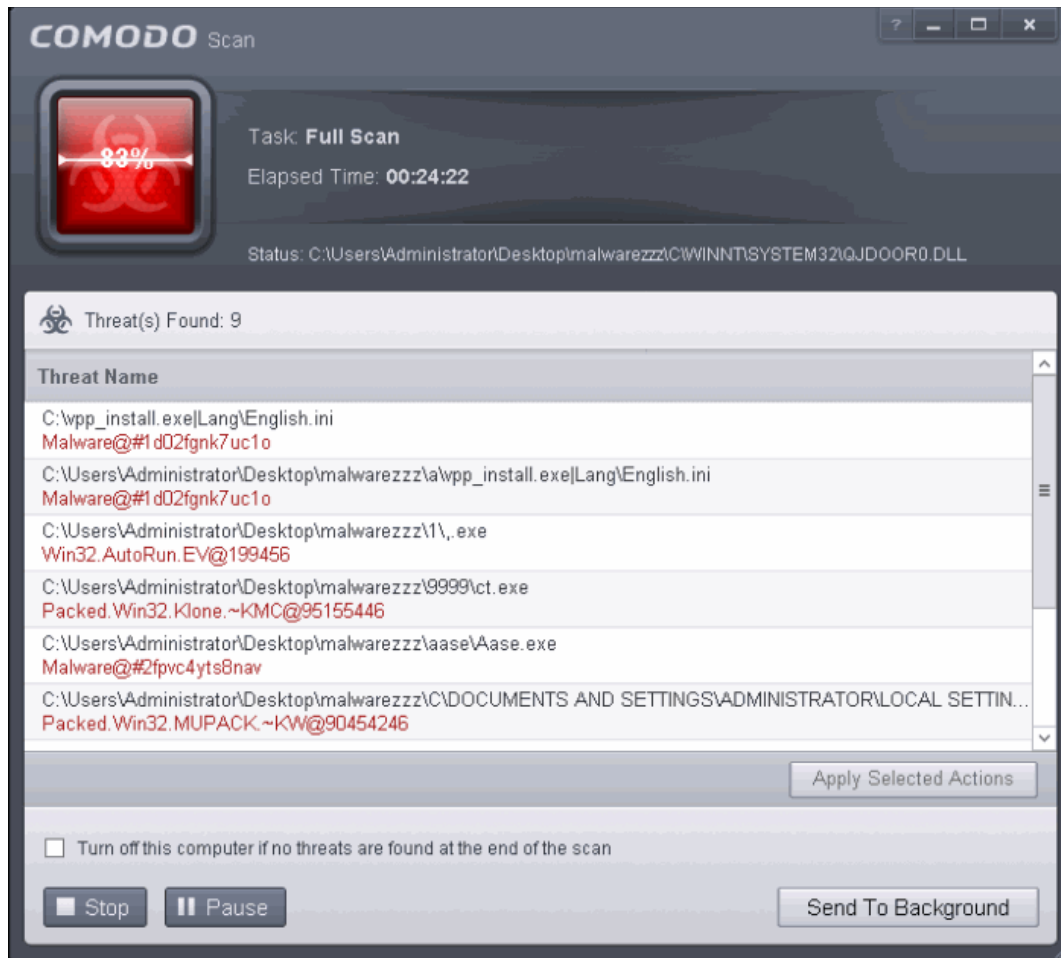 COMODO Scan
?
83%
Task: Full Scan
Elapsed Time: 00:24:22
Status: C:\Users\Administrator\Desktop\malwarezzz\C\WINNT\SYSTEM32\QJDOOR0.DLL
Threat(s) Found: 9
Threat Name
C:\vpp_install.exe|Lang\English.ini
Malware@#1d02fgnk7uc1o
C:\Users\Administrator\Desktop\malwarezzz\a\vpp_install.exe|Lang\English.ini
Malware@#1d02fgnk7uc1o
C:\Users\Administrator\Desktop\malwarezzz\1\,.exe
Win32.AutoRun.EV@199456
C:\Users\Administrator\Desktop\malwarezzz\9999\ct.exe
Packed.Win32.Klone.~KMC@95155446
C:\Users\Administrator\Desktop\malwarezzz\aase\Aase.exe
Malware@#2fpvc4yts8nav
C:\Users\Administrator\Desktop\malwarezzz\C\DOCUMENTS AND SETTINGS\ADMINISTRATOR\LOCAL SETTIN...
Packed.Win32.MUPACK.~KW@90454246
Apply Selected Actions
Turn off this computer if no threats are found at the end of the scan
Stop
Pause
Send To Background